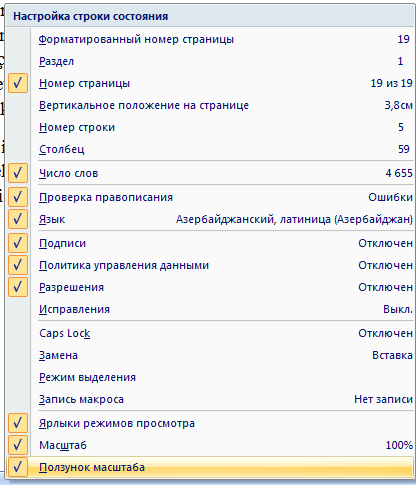 Настройка строки состояния
Форматированный номер страницы 19
Раздел 1
Номер страницы 19 из 19
Вертикальное положение на странице 3,8см
Номер строки 5
Столбец 59
Число слов 4 655
Проверка правописания Ошибки
Язык Азербайджанский, латиница (Азербайджан)
Подписи Отключен
Политика управления данными Отключен
Разрешения Отключен
Исправления Выкл.
Caps Lock Отключен
Замена Вставка
Режим выделения
Запись макроса Нет записи
Ярлыки режимов просмотра
Масштаб 100%
Ползунок масштаба